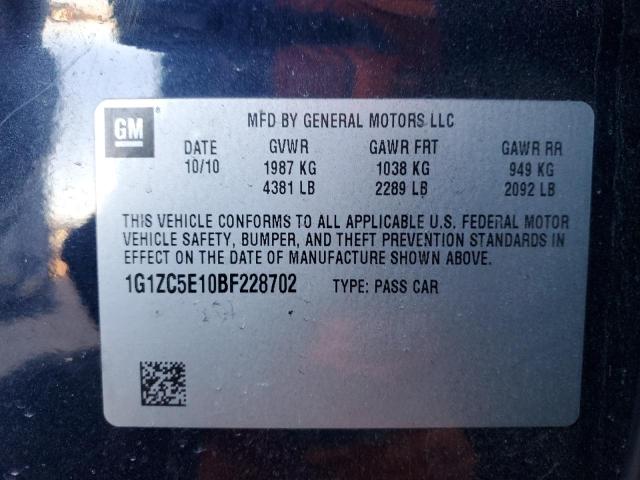 GM ®
MFD BY GENERAL MOTORS LLC
DATE GVWR GAWR FRT GAWR RR
10/10 1987 KG 1038 KG 949 KG
4381 LB 2289 LB 2092 LB
THIS VEHICLE CONFORMS TO ALL APPLICABLE U.S. FEDERAL MOTOR
VEHICLE SAFETY, BUMPER, AND THEFT PREVENTION STANDARDS IN
EFFECT ON THE DATE OF MANUFACTURE SHOWN ABOVE.
1G1ZC5E10BF228702 TYPE: PASS CAR